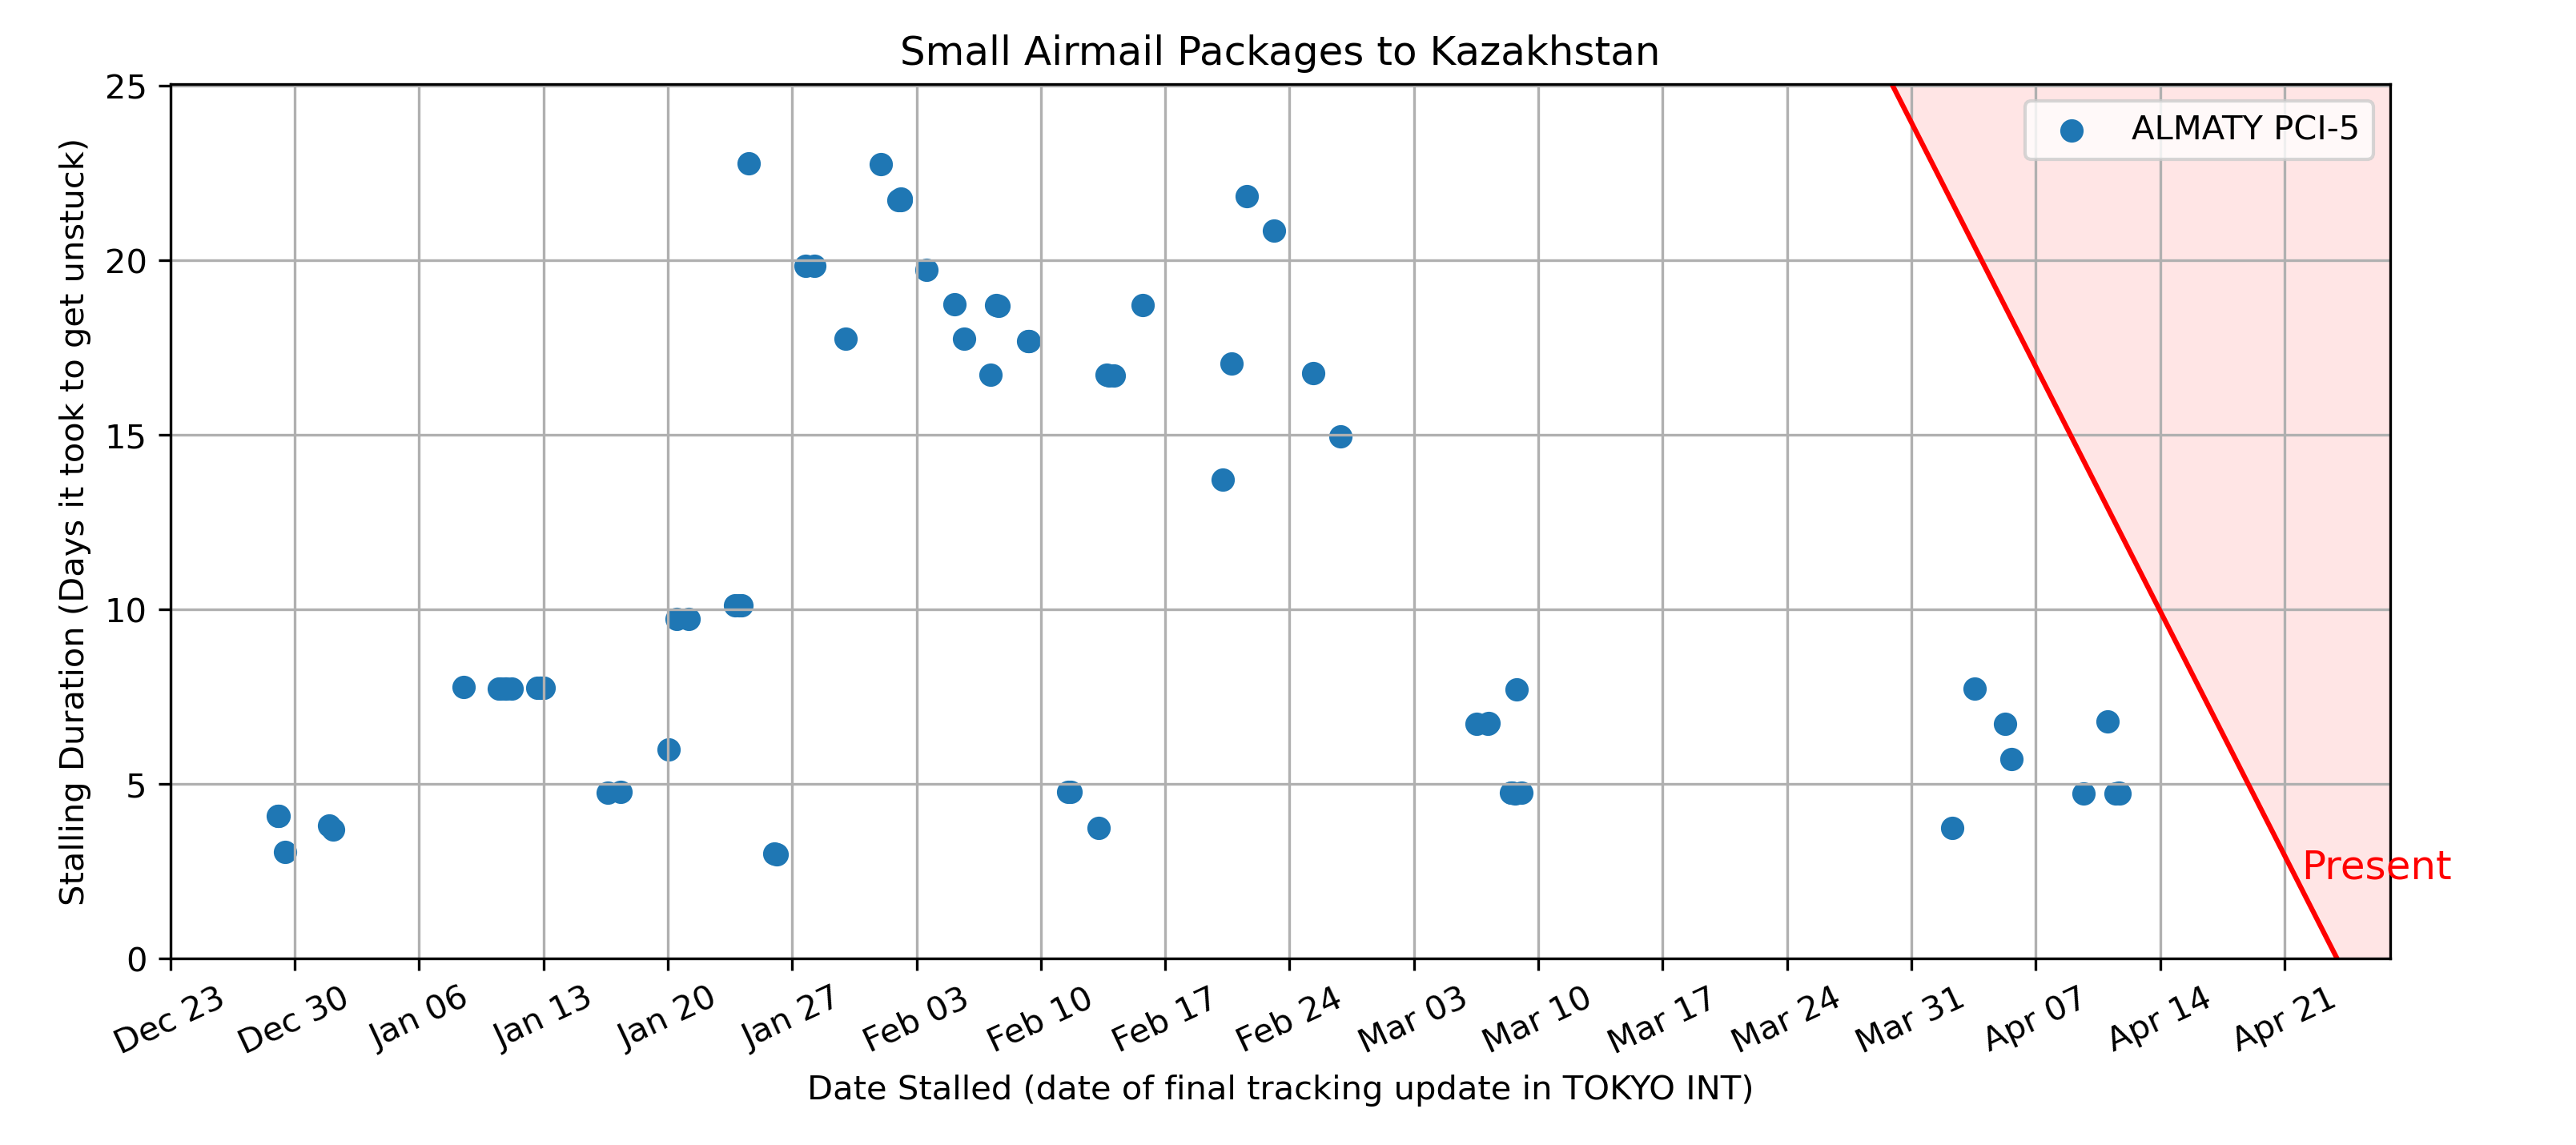 Small Airmail Packages to Kazakhstan
ALMATY PCI-5
Stalling Duration (Days it took to get unstuck)
25
20
15
10
5
0
Present
Dec 23
Dec 30
Jan 06
Jan 13
Jan 20
Jan 27
Feb 03
Feb 10
Feb 17
Feb 24
Mar 03
Mar 10
Mar 17
Mar 24
Mar 31
Apr 07
Apr 14
Apr 21
Date Stalled (date of final tracking update in TOKYO INT)